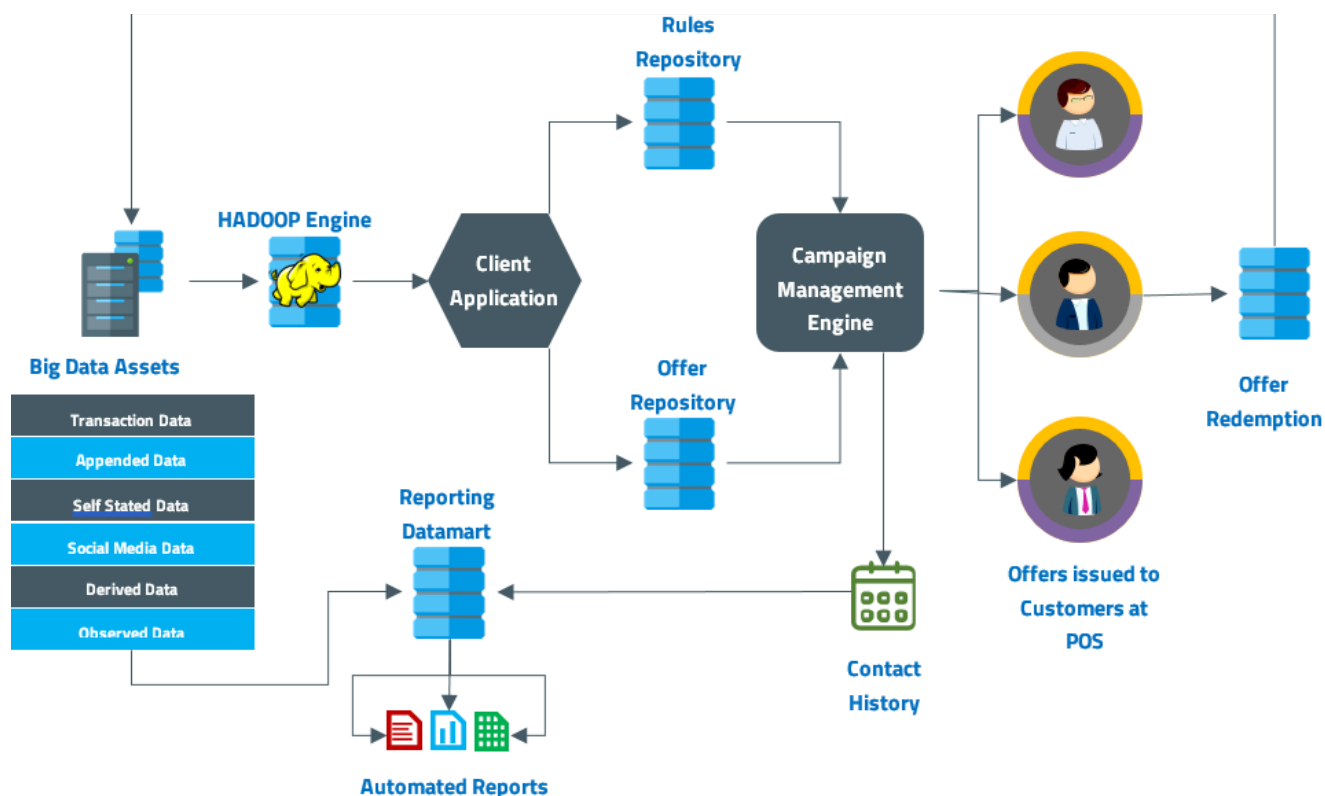 Rules
Repository
HADOOP Engine
Client
Application
Campaign
Management
Engine
Big Data Assets
Transaction Data
Appended Data
Self Stated Data
Social Media Data
Derived Data
Observed Data
Offer
Repository
Offer
Redemption
Reporting
Datamart
Offers issued to
Customers at
POS
Contact
History
Automated Reports